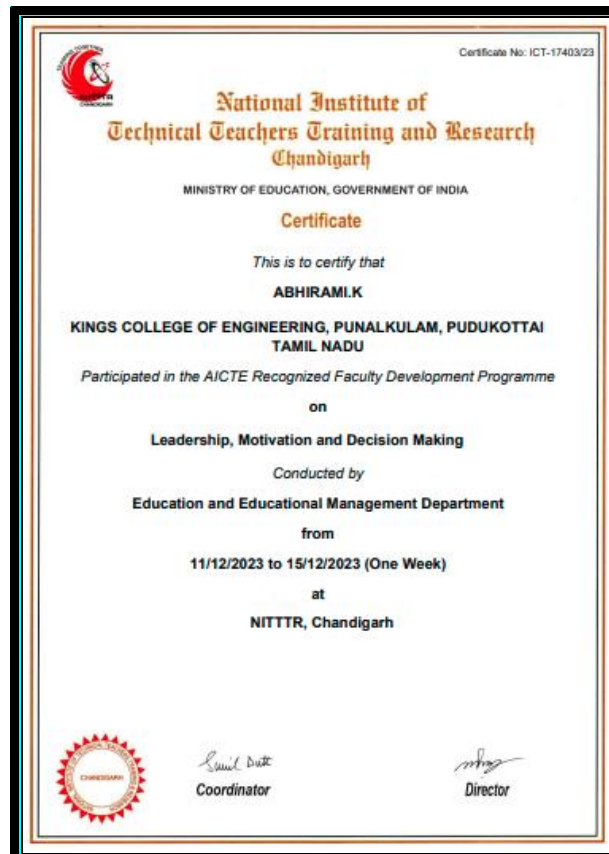 Certificate No: ICT-17403/23
National Institute of
Technical Teachers Training and Research
Chandigarh
MINISTRY OF EDUCATION, GOVERNMENT OF INDIA
Certificate
This is to certify that
ABHIRAMI.K
KINGS COLLEGE OF ENGINEERING, PUNALKULAM, PUDUKOTTAI
TAMIL NADU
Participated in the AICTE Recognized Faculty Development Programme
on
Leadership, Motivation and Decision Making
Conducted by
Education and Educational Management Department
from
11/12/2023 to 15/12/2023 (One Week)
at
NITTTR, Chandigarh
CHANDIGARH
Sunil Dutt
Coordinator
Director